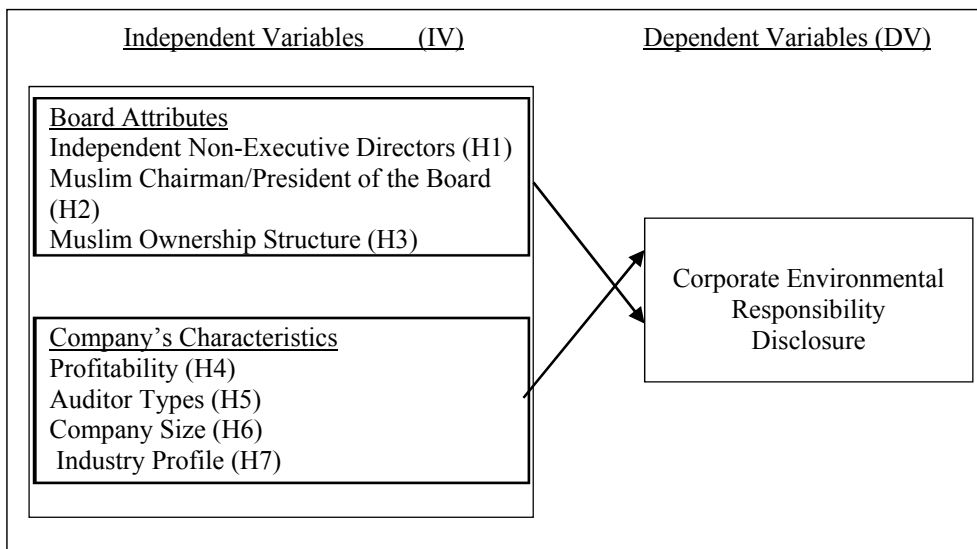 Independent Variables (IV)
Dependent Variables (DV)
Board Attributes
Independent Non-Executive Directors (H1)
Muslim Chairman/President of the Board
(H2)
Muslim Ownership Structure (H3)
Company’s Characteristics
Profitability (H4)
Auditor Types (H5)
Company Size (H6)
Industry Profile (H7)
Corporate Environmental
Responsibility
Disclosure